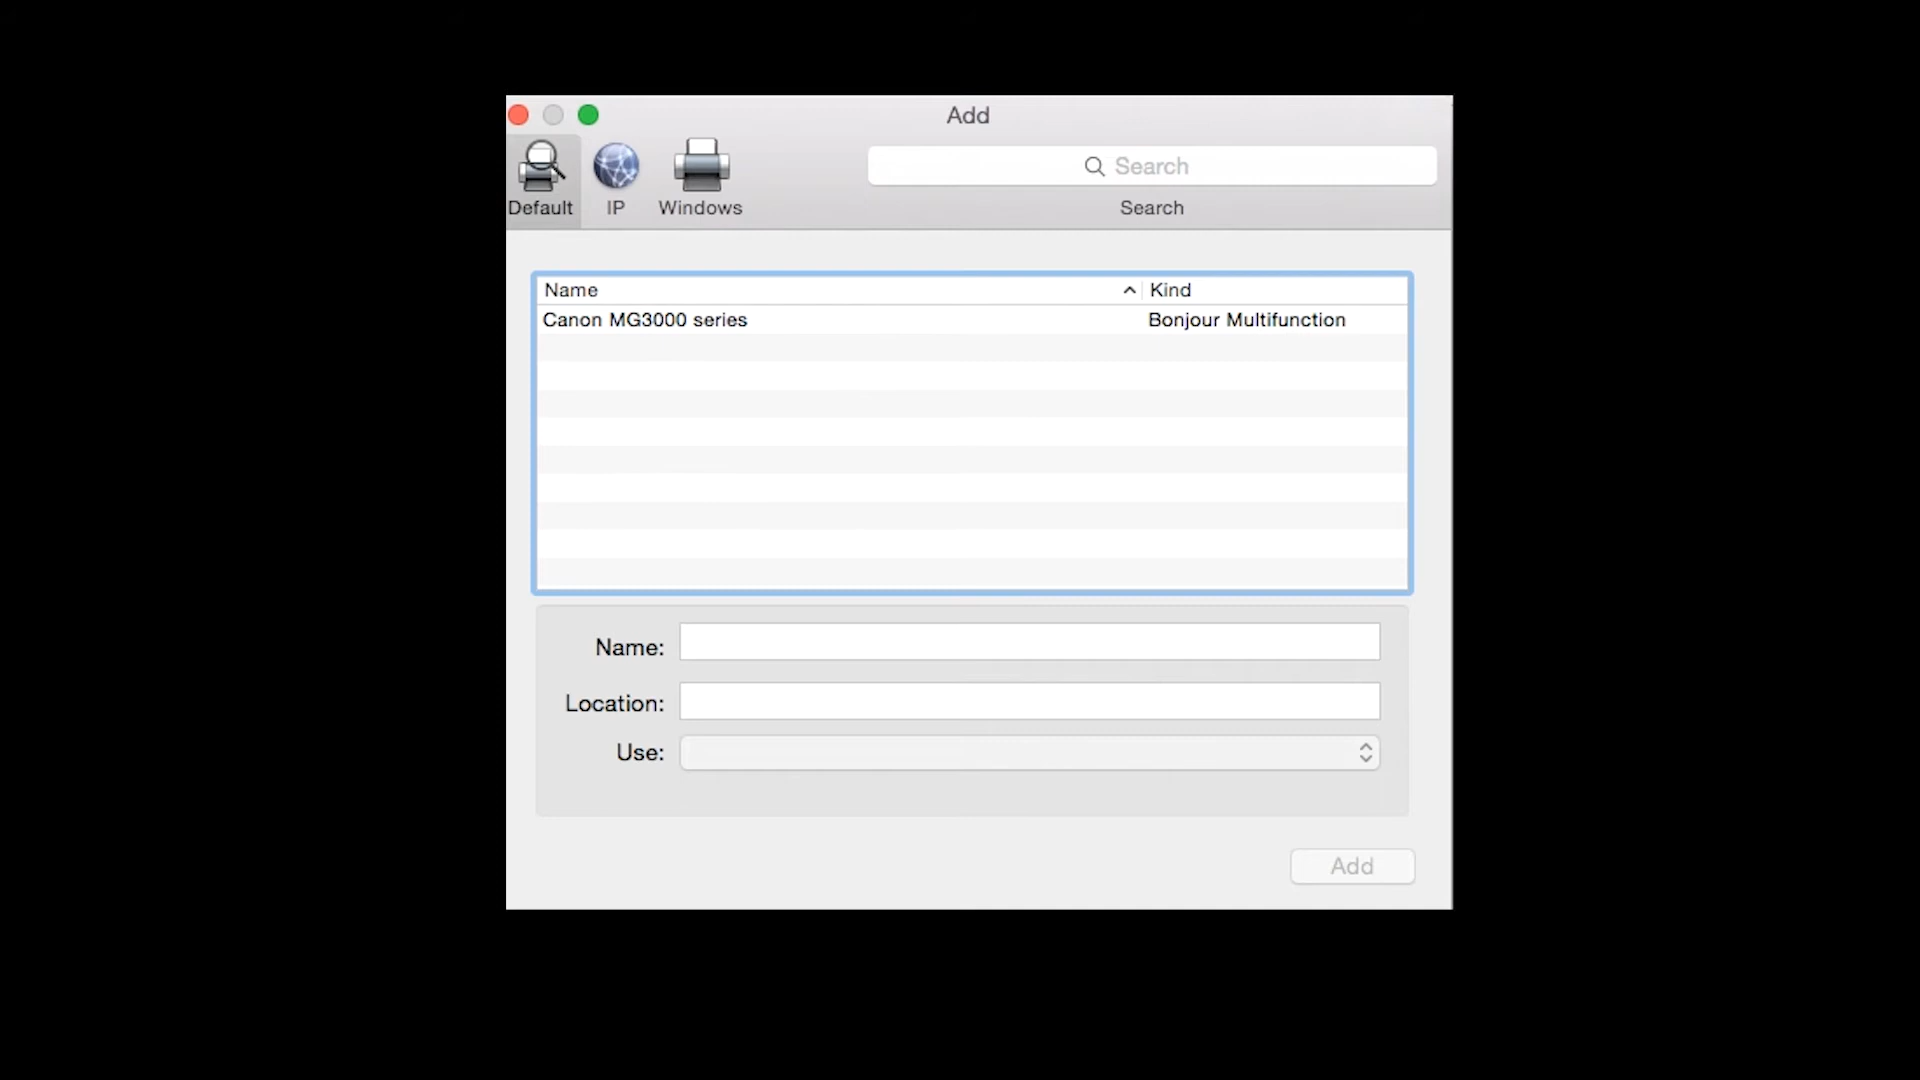 Add
Default IP Windows
Search
Search
Name Kind
Canon MG3000 series Bonjour Multifunction
Name:
Location:
Use:
Add